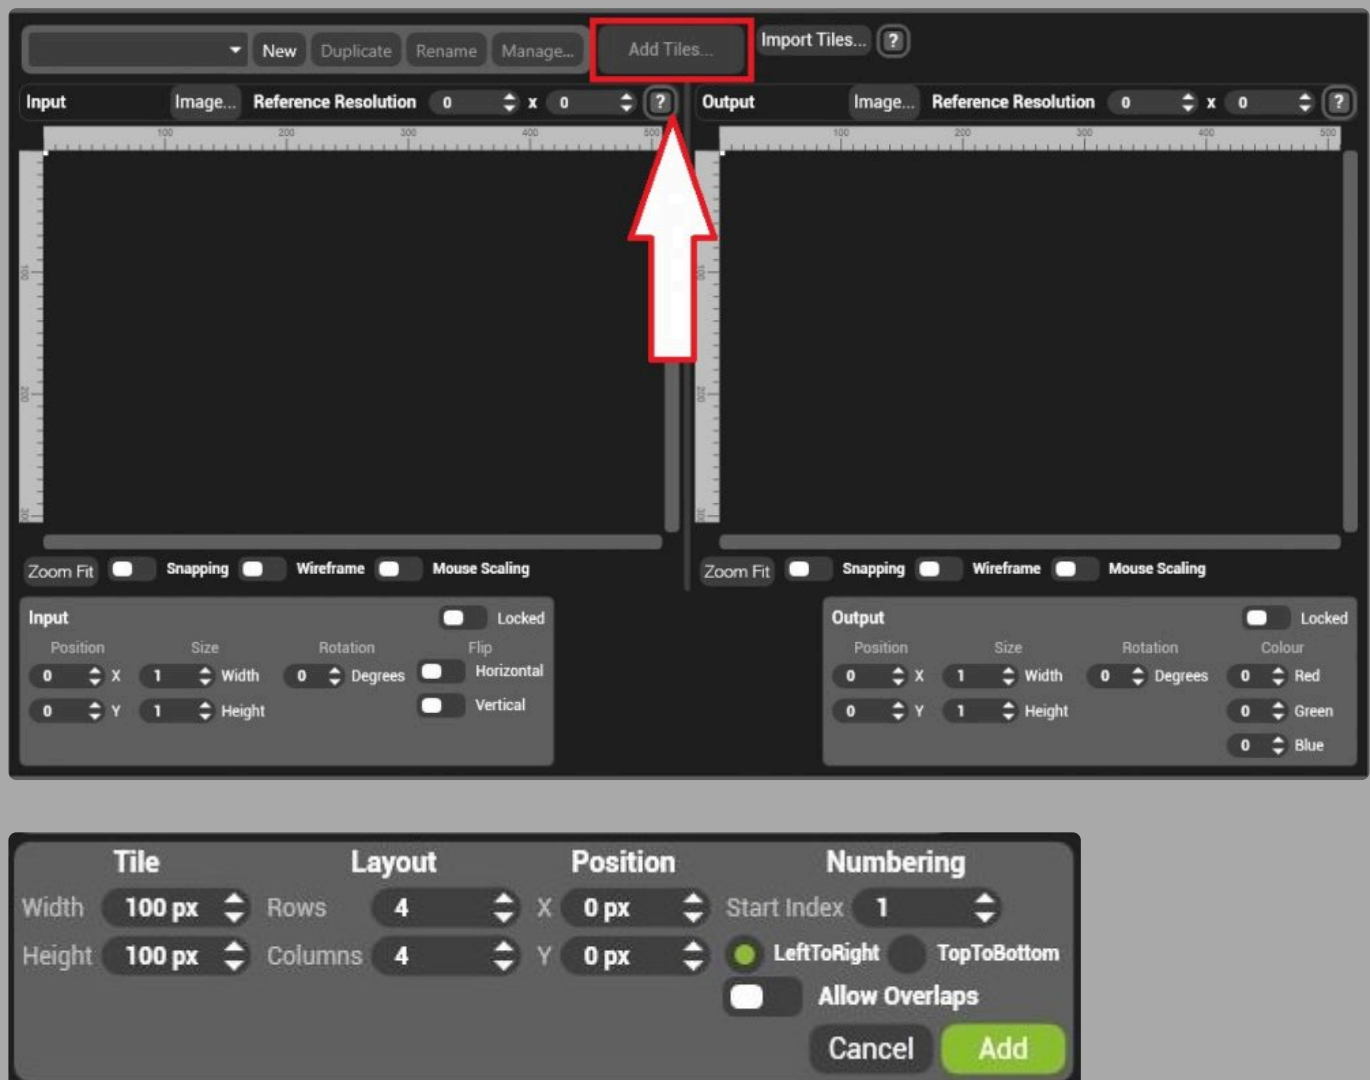 New Duplicate Rename Manage... Add Tiles... Import Tiles... ?
Input Image... Reference Resolution 0 x 0 ? Output Image... Reference Resolution 0 x 0 ?
100 200 300 400 500 100 200 300 400 500
100 100
200 200
Zoom Fit Snapping Wireframe Mouse Scaling Zoom Fit Snapping Wireframe Mouse Scaling
Input Locked Output Locked
Position Size Rotation Flip Position Size Rotation Colour
0 X 1 Width 0 Degrees Horizontal 0 X 1 Width 0 Degrees 0 Red
0 Y 1 Height Vertical 0 Y 1 Height 0 Green
0 Blue
Tile Layout Position Numbering
Width 100 px Rows 4 X 0 px Start Index 1
Height 100 px Columns 4 Y 0 px LeftToRight TopToBottom
Allow Overlaps
Cancel Add